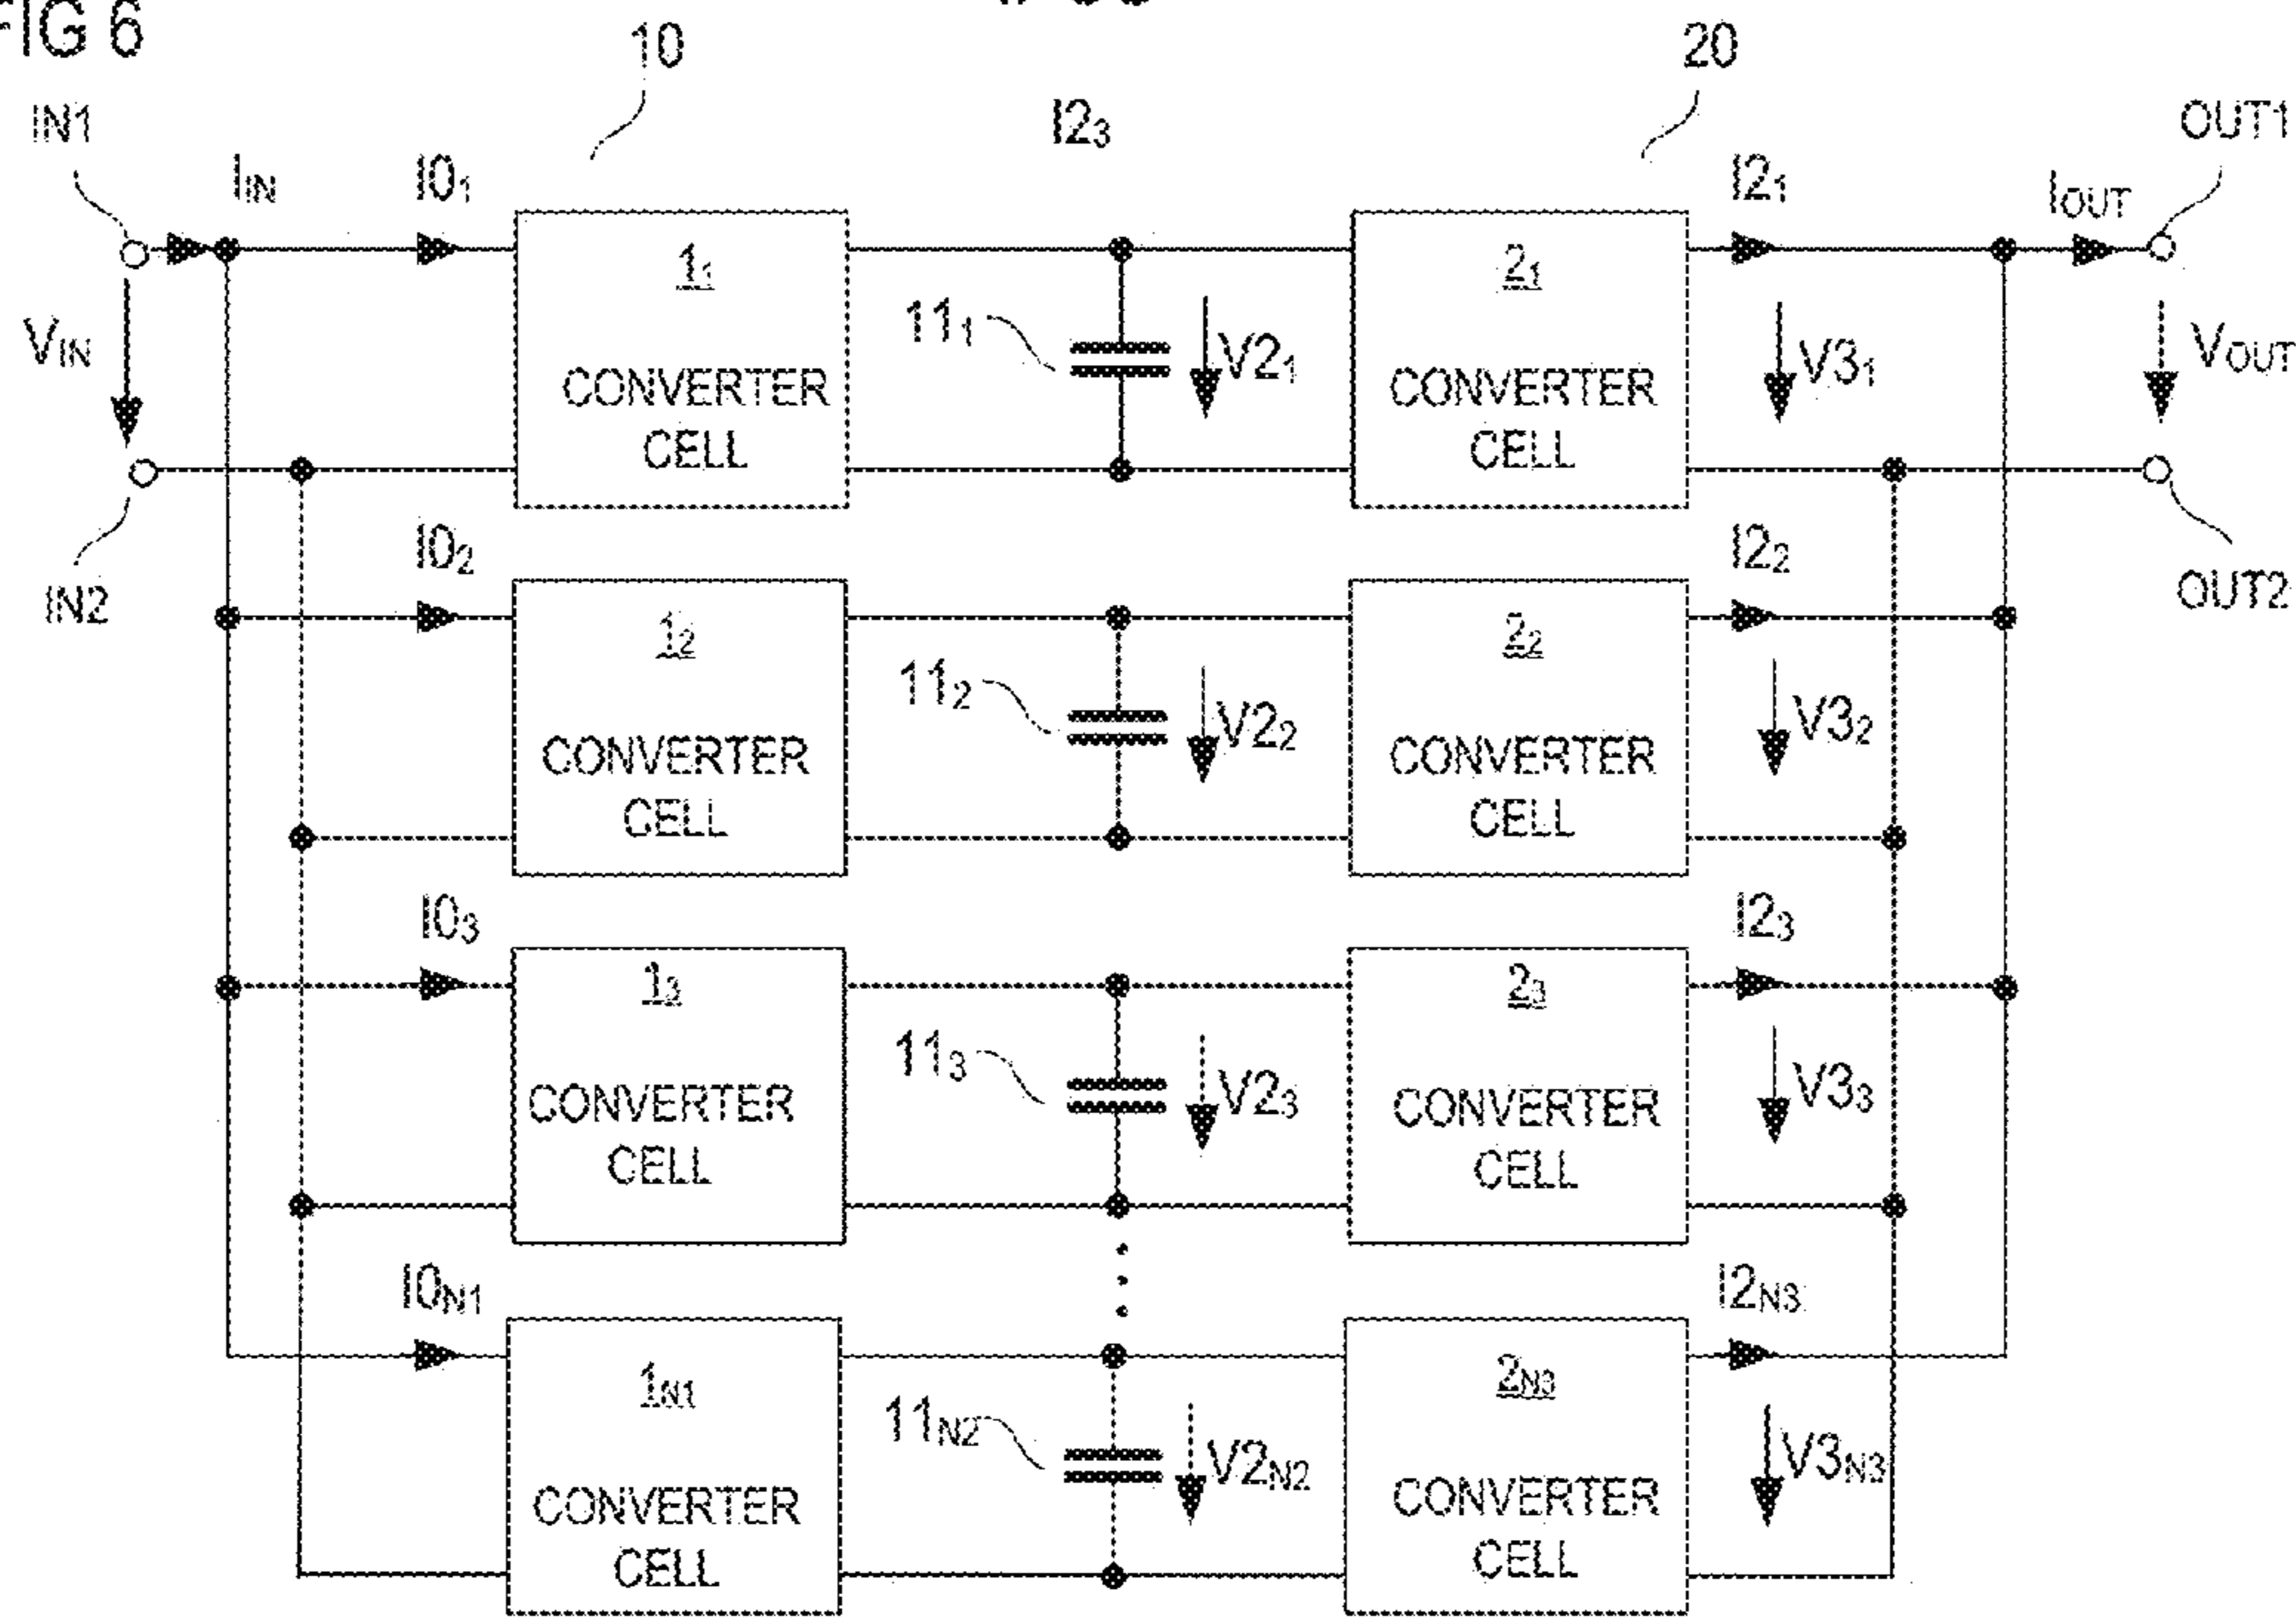 FIG 6
10
20
IN1
I2₃
OUT1
I_IN
I0₁
I2₁
I_OUT
1₁
2₁
V_IN
11₁
V2₁
V3₁
V_OUT
CONVERTER
CELL
CONVERTER
CELL
IN2
I0₂
I2₂
OUT2
1₂
2₂
11₂
V2₂
V3₂
CONVERTER
CELL
CONVERTER
CELL
I0₃
I2₃
1₃
2₃
11₃
V2₃
V3₃
CONVERTER
CELL
CONVERTER
CELL
I0_N1
I2_N3
1_N1
2_N3
11_N2
V2_N2
V3_N3
CONVERTER
CELL
CONVERTER
CELL